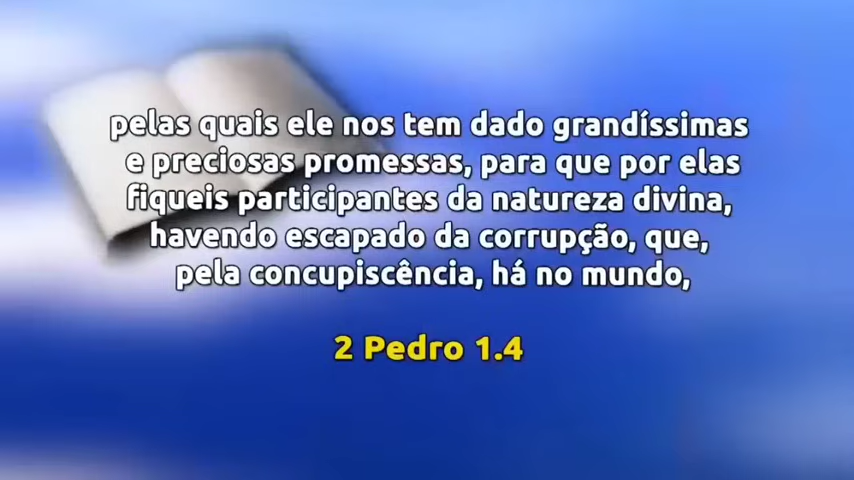 pelas quais ele nos tem dado grandíssimas
e preciosas promessas, para que por elas
fiqueis participantes da natureza divina,
havendo escapado da corrupção, que,
pela concupiscência, há no mundo,
2 Pedro 1.4